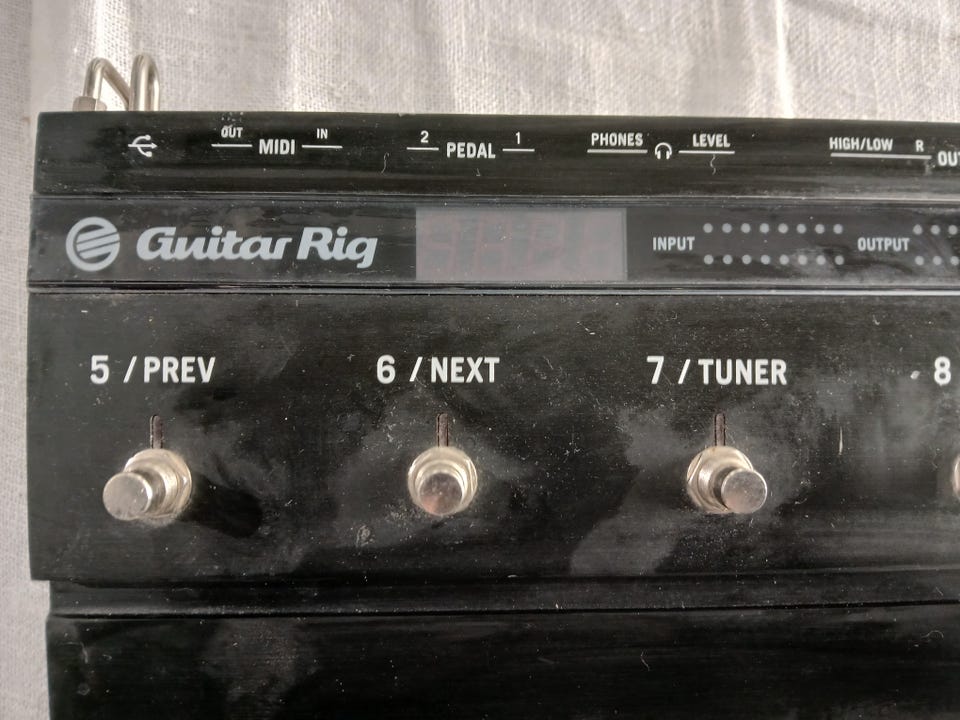 OUT MIDI IN
2 PEDAL 1
PHONES LEVEL
HIGH/LOW R
Guitar Rig
INPUT
OUTPUT
5 / PREV
6 / NEXT
7 / TUNER
8